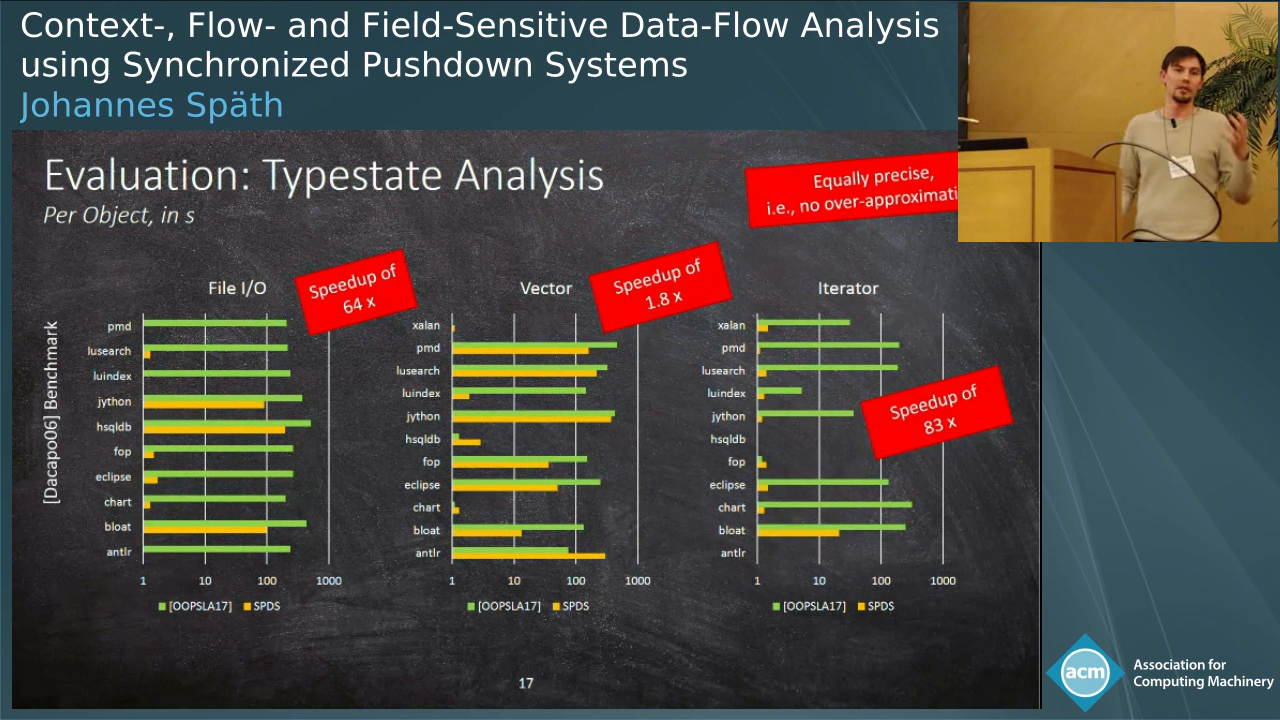 Context-, Flow- and Field-Sensitive Data-Flow Analysis
using Synchronized Pushdown Systems
Johannes Späth
Evaluation: Typestate Analysis
Per Object, in s
Equally precise,
i.e., no over-approximati
[Dacapo06] Benchmark
File I/O
Speedup of
64 x
pmd
lusearch
luindex
jython
hsqldb
fop
eclipse
chart
bloat
antlr
1 10 100 1000
[OOPSLA17] SPDS
Vector
Speedup of
1.8 x
xalan
pmd
lusearch
luindex
jython
hsqldb
fop
eclipse
chart
bloat
antlr
1 10 100 1000
[OOPSLA17] SPDS
Iterator
Speedup of
83 x
xalan
pmd
lusearch
luindex
jython
hsqldb
fop
eclipse
chart
bloat
antlr
1 10 100 1000
[OOPSLA17] SPDS
17
acm
Association for
Computing Machinery